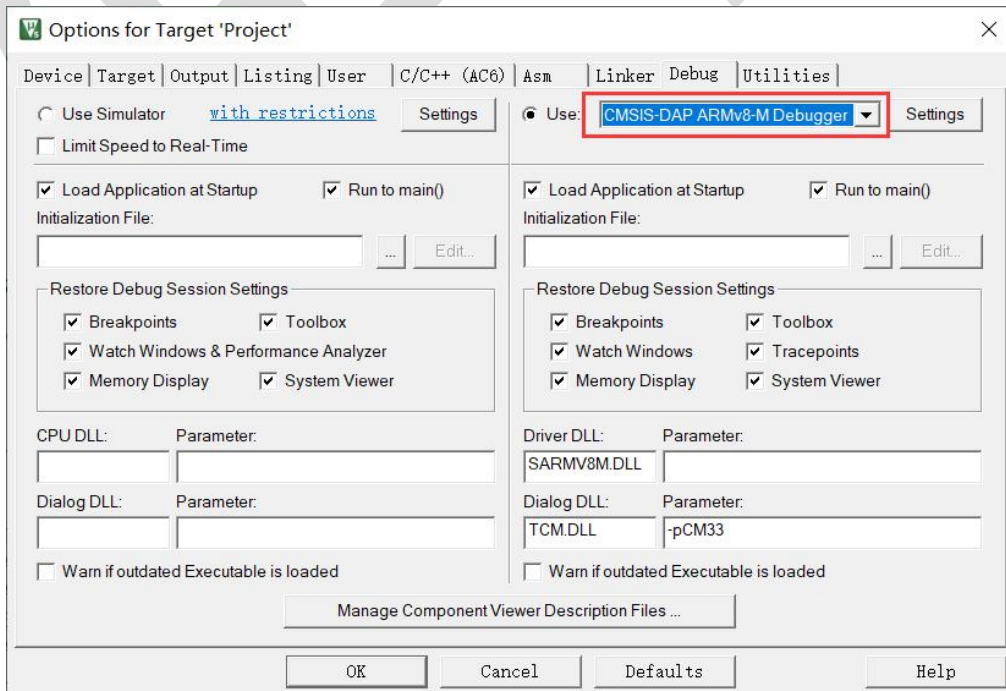 Options for Target 'Project'
Device Target Output Listing User C/C++ (AC6) Asm Linker Debug Utilities
Use Simulator with restrictions Settings
Limit Speed to Real-Time
Load Application at Startup Run to main()
Initialization File:
... Edit...
Restore Debug Session Settings
Breakpoints Toolbox
Watch Windows & Performance Analyzer
Memory Display System Viewer
CPU DLL: Parameter:
Dialog DLL: Parameter:
Warn if outdated Executable is loaded
Use: CMSIS-DAP ARMv8-M Debugger Settings
Load Application at Startup Run to main()
Initialization File:
... Edit...
Restore Debug Session Settings
Breakpoints Toolbox
Watch Windows Tracepoints
Memory Display System Viewer
Driver DLL: Parameter:
SARMV8M.DLL
Dialog DLL: Parameter:
TCM.DLL -pCM33
Warn if outdated Executable is loaded
Manage Component Viewer Description Files ...
OK Cancel Defaults Help